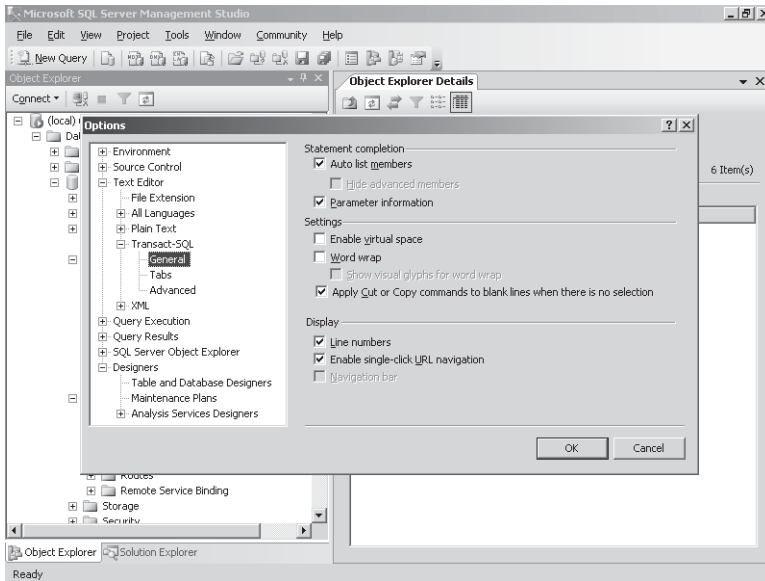 Microsoft SQL Server Management Studio
File Edit View Project Tools Window Community Help
New Query
Object Explorer
Object Explorer Details
Connect
(local)
Options
6 Item(s)
Environment
Source Control
Text Editor
File Extension
All Languages
Plain Text
Transact-SQL
General
Tabs
Advanced
XML
Query Execution
Query Results
SQL Server Object Explorer
Designers
Table and Database Designers
Maintenance Plans
Analysis Services Designers
Statement completion
Auto list members
Hide advanced members
Parameter information
Settings
Enable virtual space
Word wrap
Show visual glyphs for word wrap
Apply Cut or Copy commands to blank lines when there is no selection
Display
Line numbers
Enable single-click URL navigation
Navigation bar
OK Cancel
Routes
Remote Service Binding
Storage
Security
Object Explorer Solution Explorer
Ready